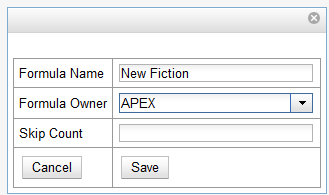 Formula Name New Fiction
Formula Owner APEX
Skip Count
Cancel Save